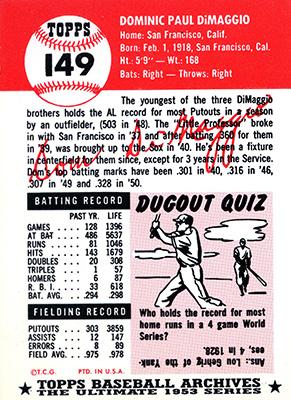 TOPPS
149
DOMINIC PAUL DiMAGGIO
Home: San Francisco, Calif.
Born: Feb. 1, 1918, San Francisco, Cal.
Ht: 5'9" — Wt: 168
Bats: Right - Throws: Right
The youngest of the three DiMaggio
brothers holds the AL record for most Putouts in a season
by an outfielder, (503 in '48). The "Little Professor" broke
in with San Francisco in '37 and after hitting .360 for them
in '39, was brought up to Boston in '40. He's been a fixture
in centerfield there since, except for 3 years in the Service.
Dom's top batting marks have been .301 in '40, .316 in '46,
.307 in '49 and .328 in '50.
Dom DiMaggio
BATTING RECORD
PAST YR. LIFE
GAMES 128 1396
AT BAT 486 5637
RUNS 81 1046
HITS 143 1679
DOUBLES 20 308
TRIPLES 1 57
HOMERS 6 87
R. B. I. 33 618
BAT. AVG. .294 .298
FIELDING RECORD
PUTOUTS 303 3859
ASSISTS 12 147
ERRORS 8 89
FIELD AVG. .975 .978
©T.C.G. PTD. IN U.S.A.
DUGOUT QUIZ
Who holds the record for most
home runs in a 4 game World
Series?
Ans.: Lou Gehrig of the Yank-
ees. 4 in 1928.
TOPPS BASEBALL ARCHIVES
THE ULTIMATE 1953 SERIES